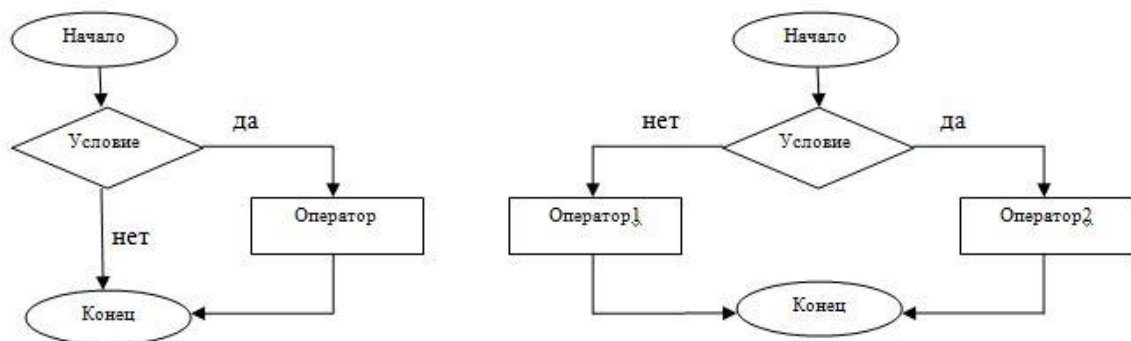 Начало
Условие
да
Оператор
нет
Конец
Начало
нет
Условие
да
Оператор1
Оператор2
Конец